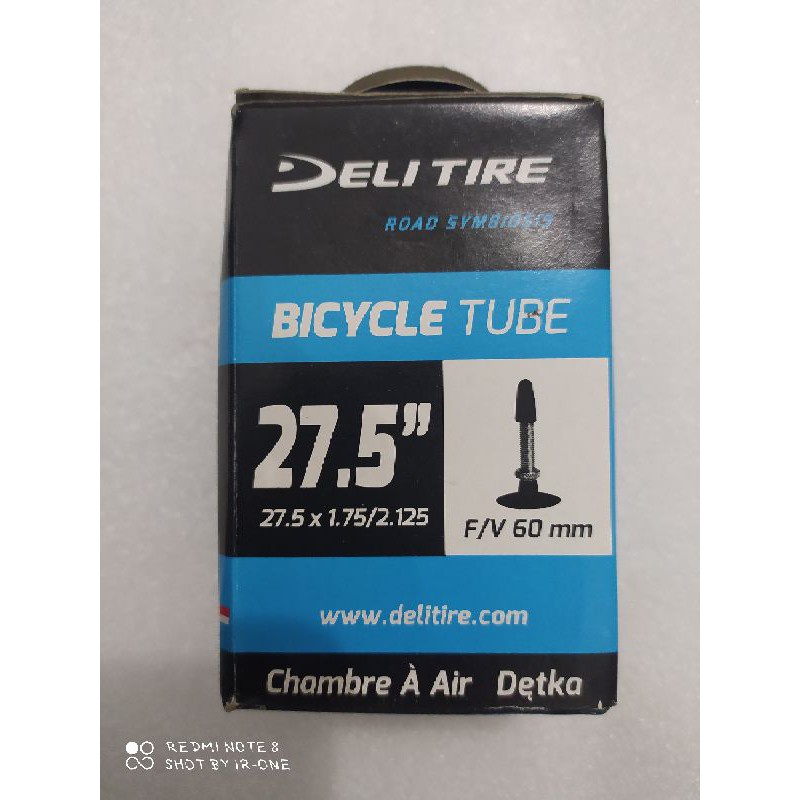 DELI TIRE
ROAD SYMBIOSIS
BICYCLE TUBE
27.5”
27.5 x 1.75/2.125
F/V 60 mm
www.delitire.com
Chambre À Air Dętka
REDMI NOTE 8
SHOT BY IR-ONE